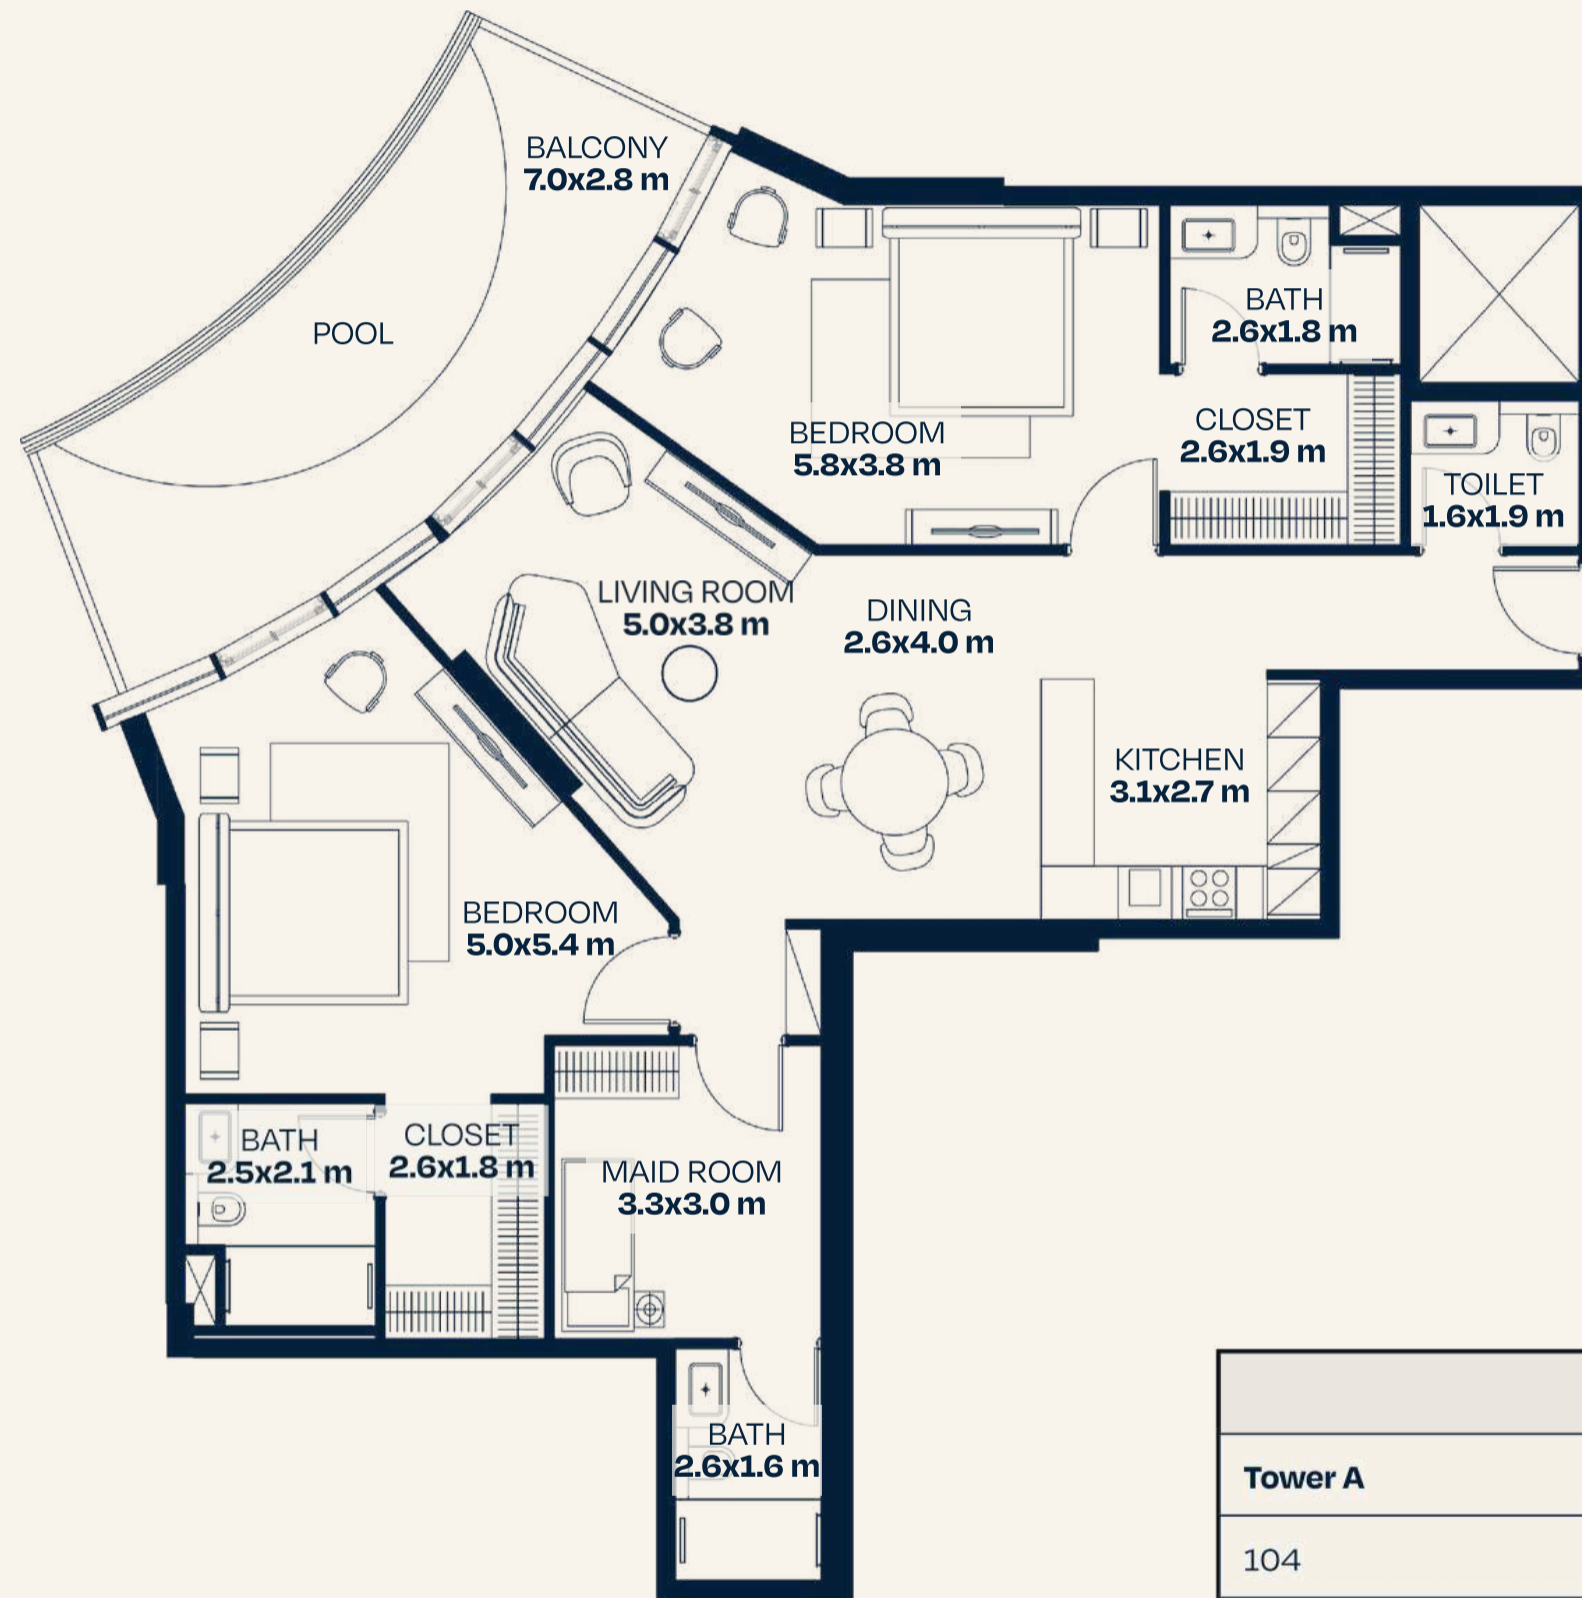 BALCONY
7.0x2.8 m
POOL
BATH
2.6x1.8 m
BEDROOM
5.8x3.8 m
CLOSET
2.6x1.9 m
TOILET
1.6x1.9 m
LIVING ROOM
5.0x3.8 m
DINING
2.6x4.0 m
KITCHEN
3.1x2.7 m
BEDROOM
5.0x5.4 m
BATH
2.5x2.1 m
CLOSET
2.6x1.8 m
MAID ROOM
3.3x3.0 m
BATH
2.6x1.6 m
Tower A
104